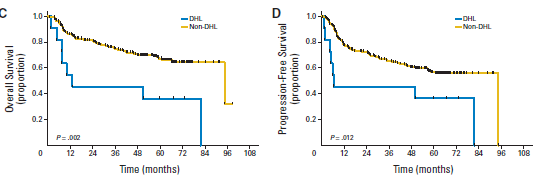 C
Overall Survival
(proportion)
1.0
0.8
0.6
0.4
0.2
0
DHL
Non-DHL
P = .002
12 24 36 48 60 72 84 96 108
Time (months)
D
Progression-Free Survival
(proportion)
1.0
0.8
0.6
0.4
0.2
0
DHL
Non-DHL
P = .012
12 24 36 48 60 72 84 96 108
Time (months)